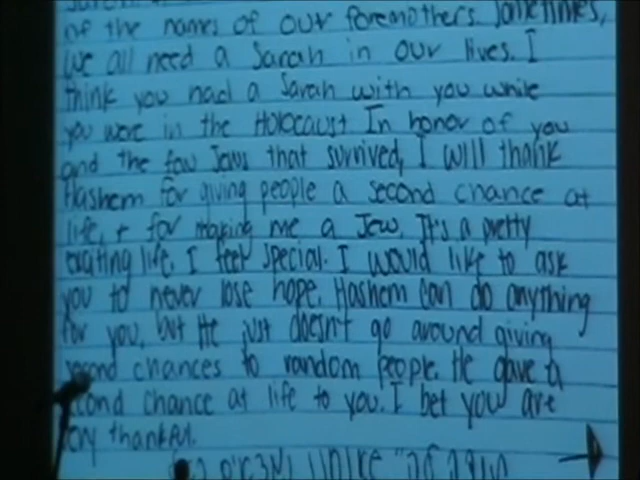 of the names of our foremothers. Sometimes,
we all need a Sarah in our lives. I
think you had a Sarah with you while
you were in the Holocaust In honor of you
and the few Jews that survived, I will thank
Hashem for giving people a second chance at
life, + for making me a Jew. It's a pretty
exciting life. I feel special. I would like to ask
you to never lose hope. Hashem can do anything
for you, but He just doesn't go around giving
second chances to random people. He gave a
second chance at life to you. I bet you are
very thankful.